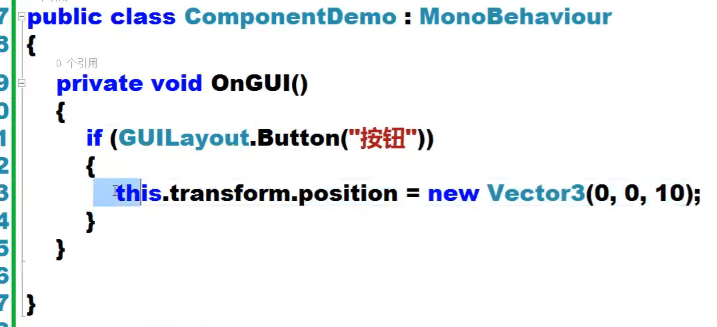 7 public class ComponentDemo : MonoBehaviour
8 {
0 个引用
9 private void OnGUI()
0 {
1 if (GUILayout.Button("按钮"))
2 {
3 this.transform.position = new Vector3(0, 0, 10);
4 }
5 }
6
7 }